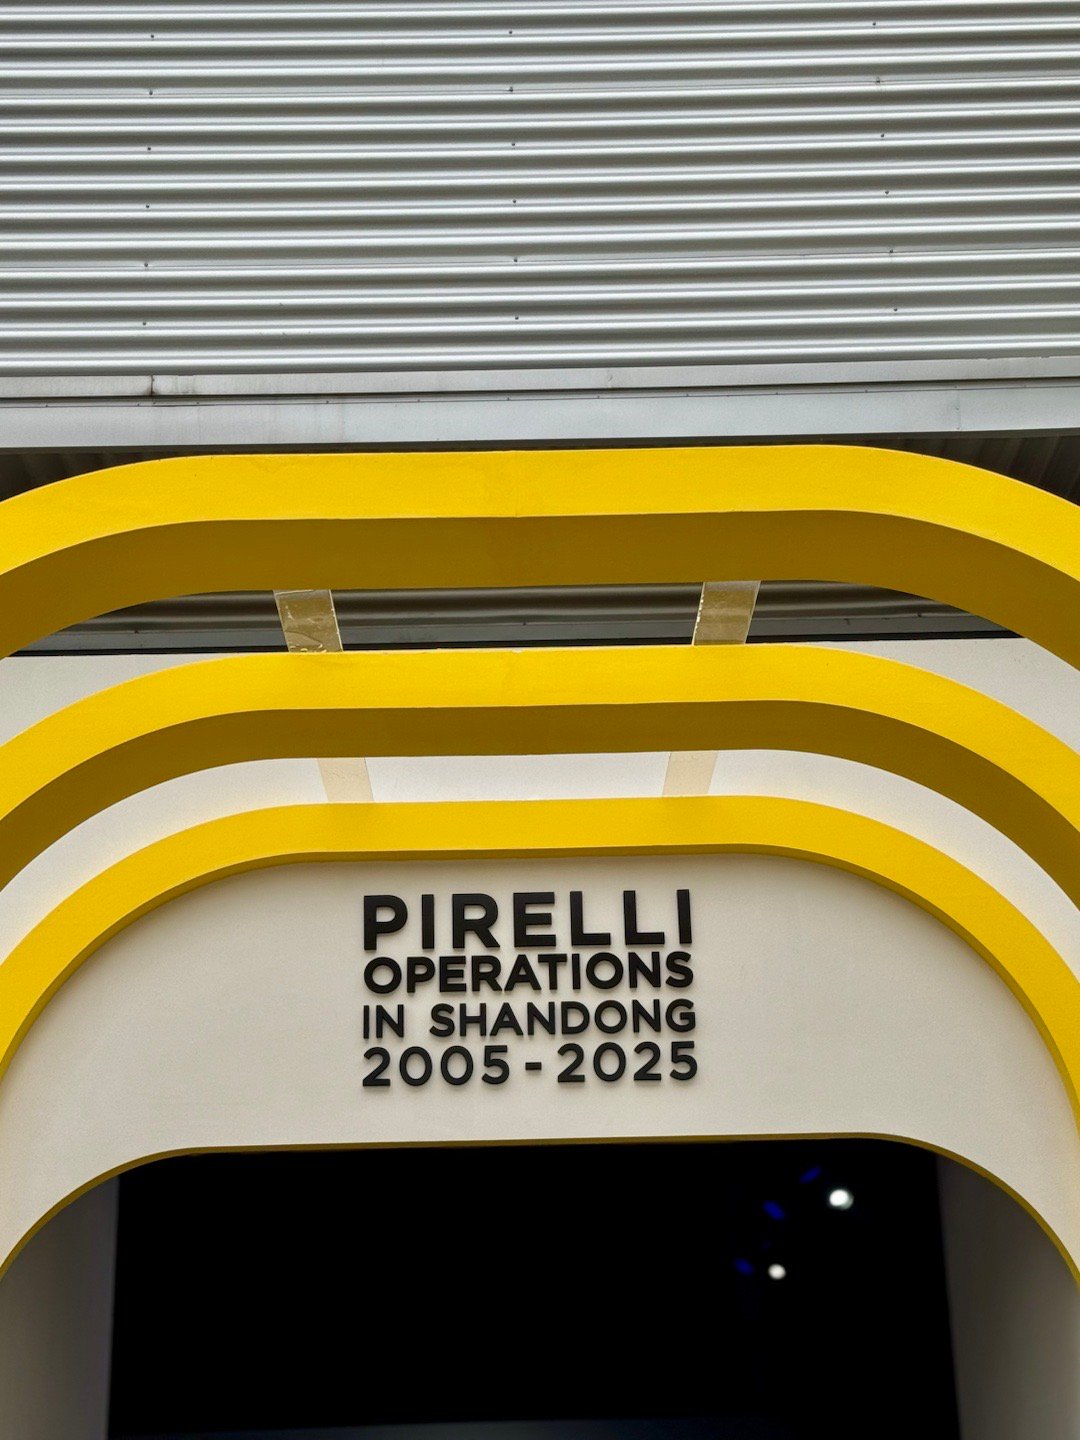 PIRELLI
OPERATIONS
IN SHANDONG
2005 - 2025